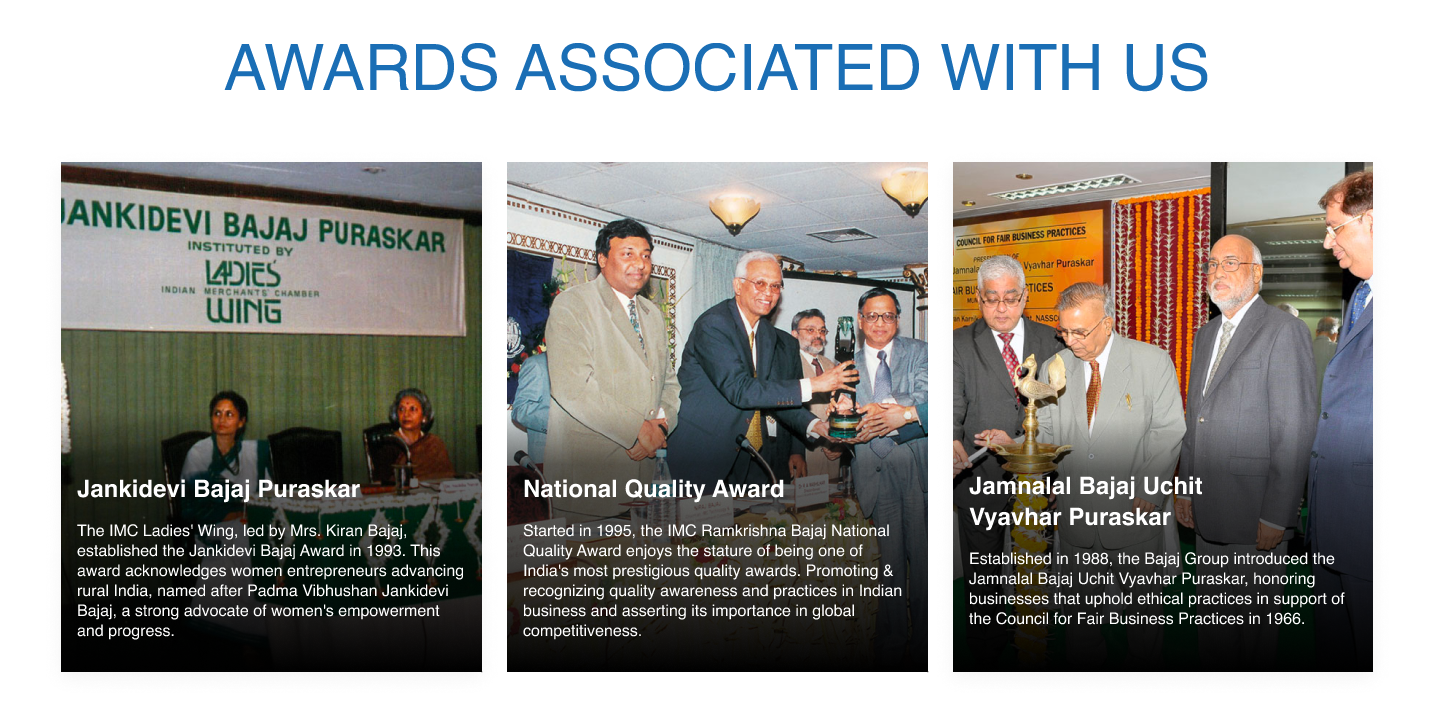 AWARDS ASSOCIATED WITH US
JANKIDEVI BAJAJ PURASKAR
INSTITUTED BY
LADIES'
INDIAN MERCHANTS' CHAMBER
WING
Jankidevi Bajaj Puraskar
The IMC Ladies' Wing, led by Mrs. Kiran Bajaj,
established the Jankidevi Bajaj Award in 1993. This
award acknowledges women entrepreneurs advancing
rural India, named after Padma Vibhushan Jankidevi
Bajaj, a strong advocate of women's empowerment
and progress.
National Quality Award
Started in 1995, the IMC Ramkrishna Bajaj National
Quality Award enjoys the stature of being one of
India's most prestigious quality awards. Promoting &
recognizing quality awareness and practices in Indian
business and asserting its importance in global
competitiveness.
COUNCIL FOR FAIR BUSINESS PRACTICES
OF
Vyavhar Puraskar
NASSC
Jamnalal Bajaj Uchit
Vyavhar Puraskar
Established in 1988, the Bajaj Group introduced the
Jamnalal Bajaj Uchit Vyavhar Puraskar, honoring
businesses that uphold ethical practices in support of
the Council for Fair Business Practices in 1966.